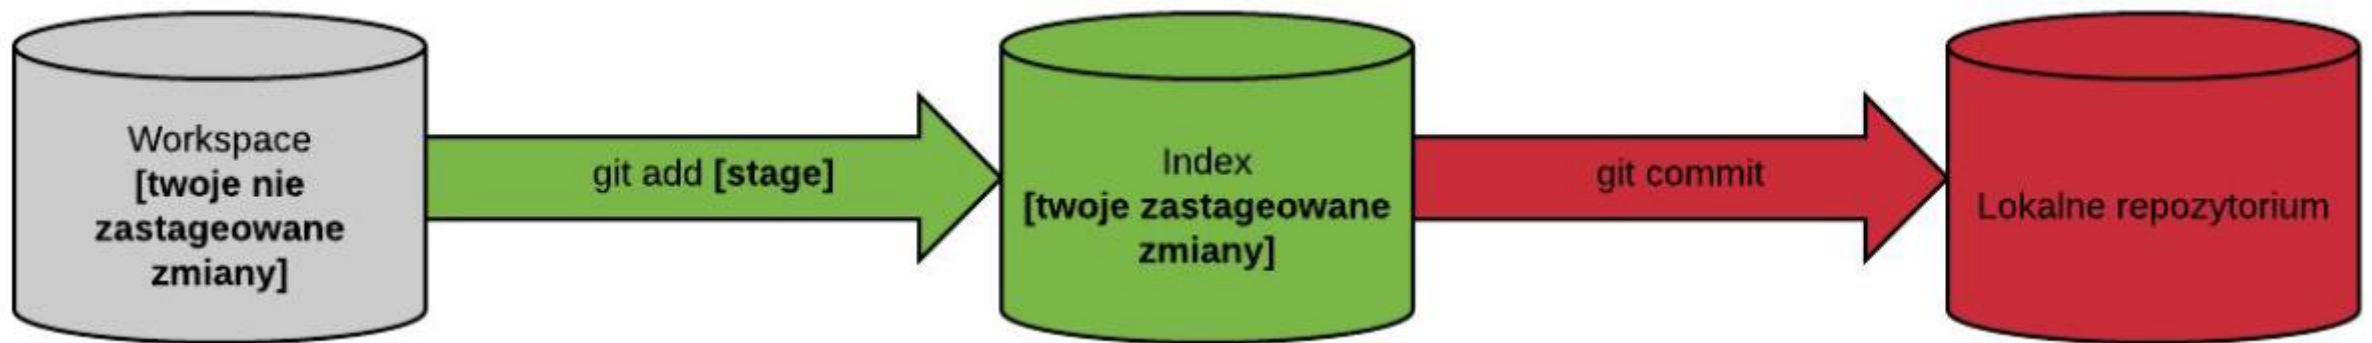 Workspace
[twoje nie
zastageowane
zmiany]
git add [stage]
Index
[twoje zastageowane
zmiany]
git commit
Lokalne repozytorium